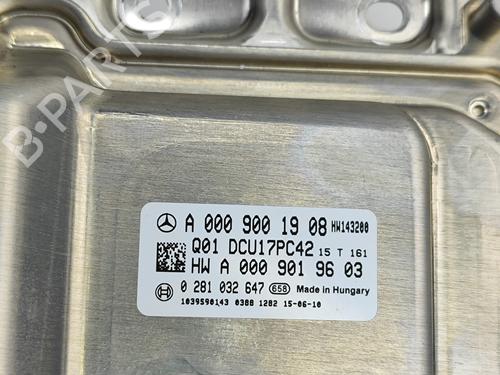 B-PARTS
A 000 900 19 08 HW143200
Q01 DCU17PC42 15 T 161
HW A 000 901 96 03
0 281 032 647 658 Made in Hungary
1039S90143 0388 1282 15-06-10